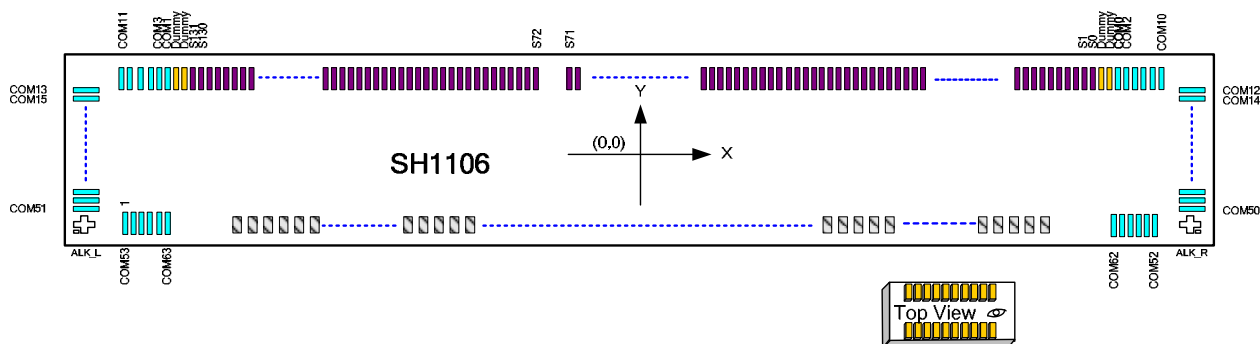 COM11
COM3
COM1
Dummy
Dummy
S131
S130
S72
S71
S1
S0
Dummy
Dummy
COM0
COM2
COM10
COM13
COM15
COM12
COM14
Y
(0,0)
X
SH1106
COM51
1
COM50
ALK_L
COM53
COM63
COM62
COM52
ALK_R
Top View